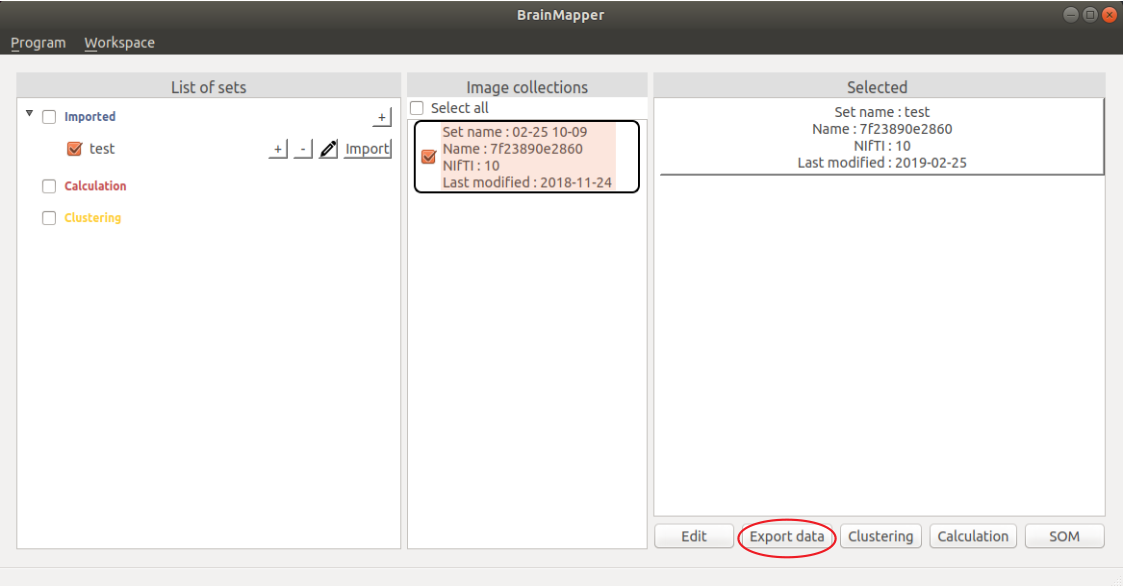 BrainMapper
Program Workspace
List of sets
Imported +
test + - Import
Calculation
Clustering
Image collections
Select all
Set name : 02-25 10-09
Name : 7f23890e2860
NIfTI : 10
Last modified : 2018-11-24
Selected
Set name : test
Name : 7f23890e2860
NIfTI : 10
Last modified : 2019-02-25
Edit Export data Clustering Calculation SOM